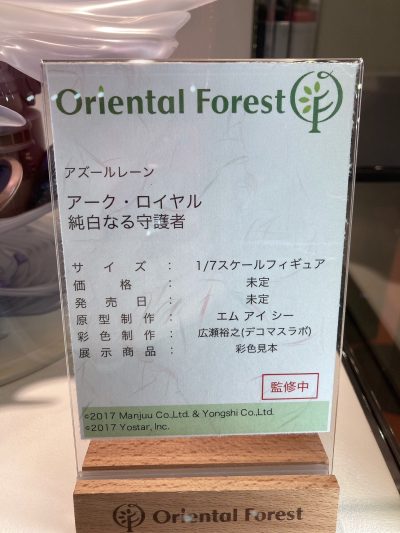 Oriental Forest
アズールレーン
アーク・ロイヤル
純白なる守護者
サイズ： 1/7スケールフィギュア
価格： 未定
発売日： 未定
原型制作： エム アイ シー
彩色制作： 広瀬裕之(デコマスラボ)
展示商品： 彩色見本
監修中
©2017 Manjuu Co.,Ltd. & Yongshi Co.,Ltd.
©2017 Yostar, Inc.
Oriental Forest